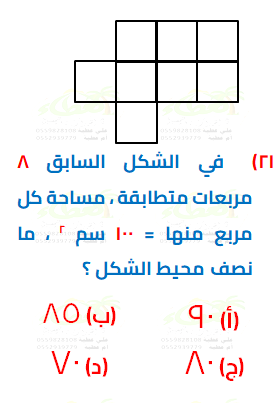 ٢١) في الشكل السابق ٨
مربعات متطابقة ، مساحة كل
مربع منها = ١٠٠ سم ٢ ، ما
نصف محيط الشكل ؟
(أ) ٩٠ (ب) ٨٥
(ج) ٨٠ (د) ٧٠